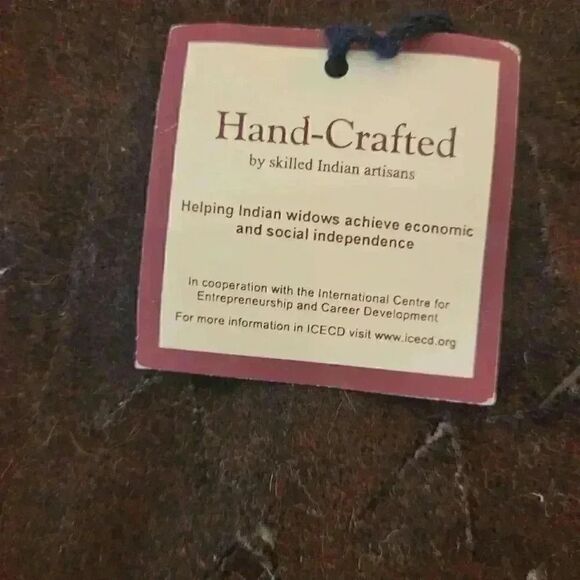 Hand-Crafted
by skilled Indian artisans
Helping Indian widows achieve economic
and social independence
In cooperation with the International Centre for
Entrepreneurship and Career Development
For more information in ICECD visit www.icecd.org